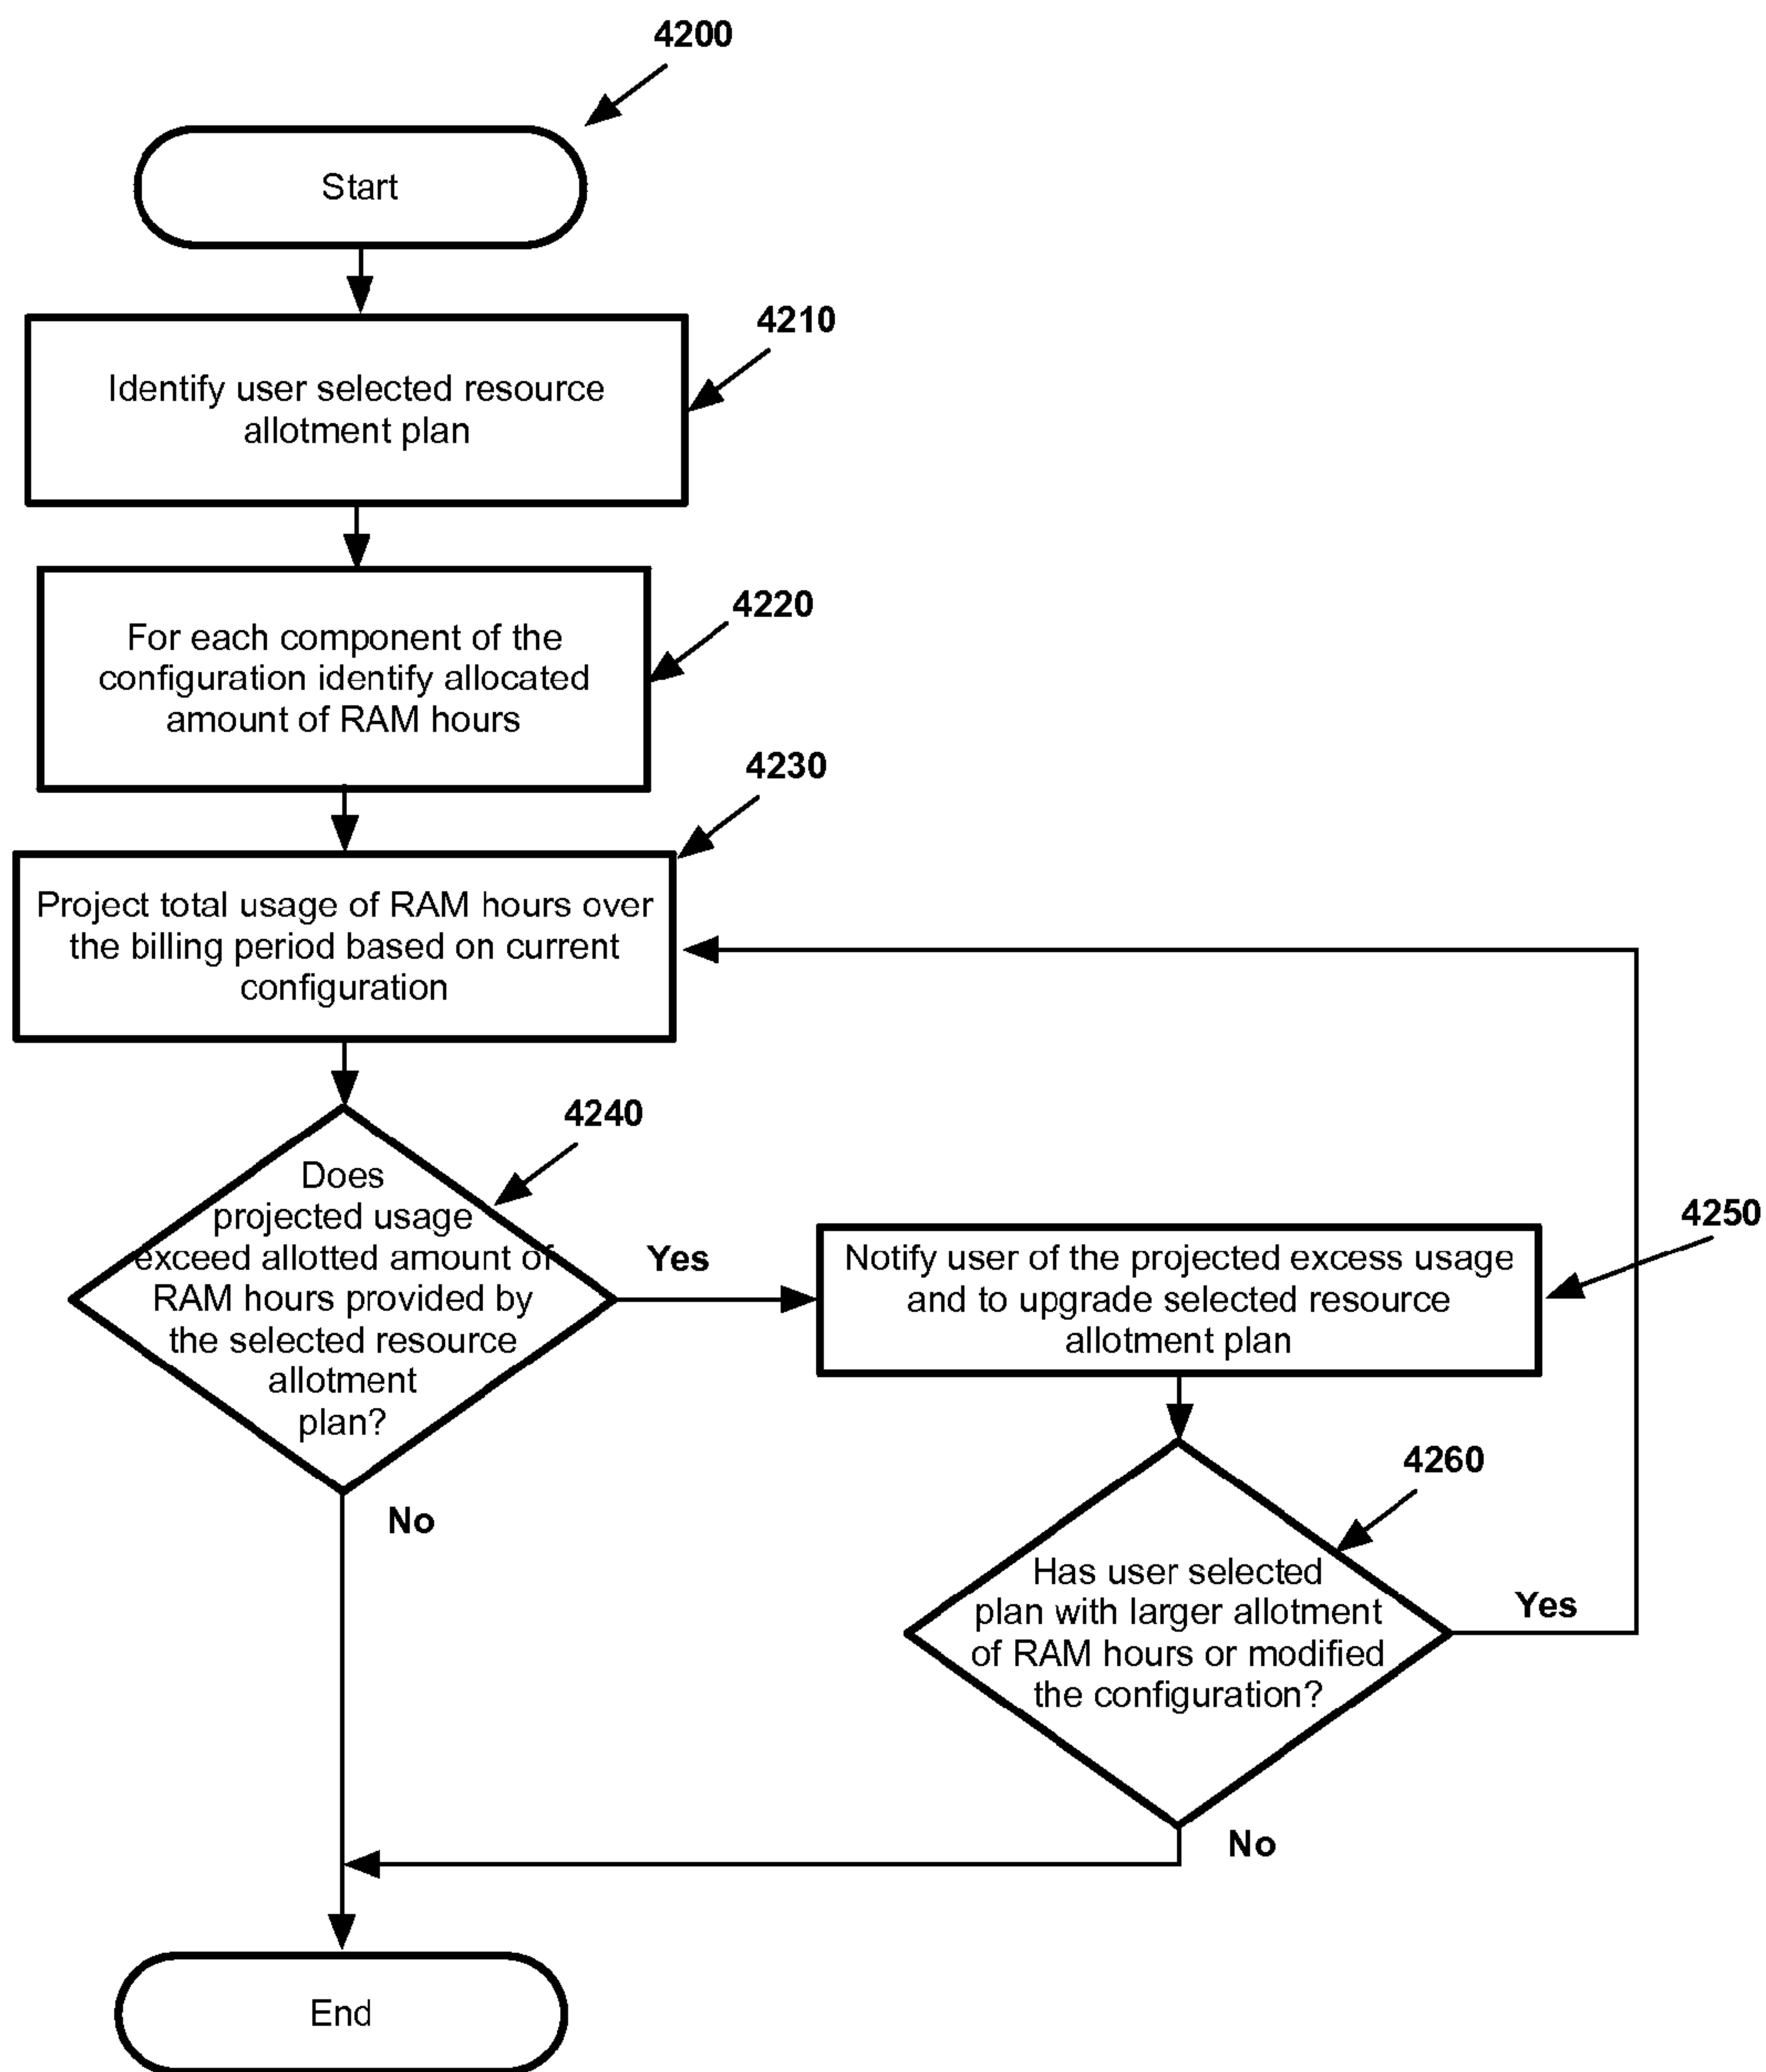 4200
Start
4210
Identify user selected resource
allotment plan
4220
For each component of the
configuration identify allocated
amount of RAM hours
4230
Project total usage of RAM hours over
the billing period based on current
configuration
4240
Does
projected usage
exceed allotted amount of
RAM hours provided by
the selected resource
allotment
plan?
Yes
No
4250
Notify user of the projected excess usage
and to upgrade selected resource
allotment plan
4260
Has user selected
plan with larger allotment
of RAM hours or modified
the configuration?
Yes
No
End